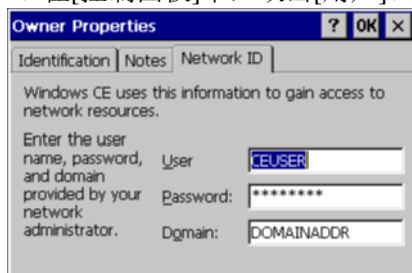 Owner Properties ? OK ×
Identification Notes Network ID
Windows CE uses this information to gain access to
network resources.
Enter the user
name, password,
and domain
provided by your
network
administrator.
User CEUSER
Password: ********
Domain: DOMAINADDR